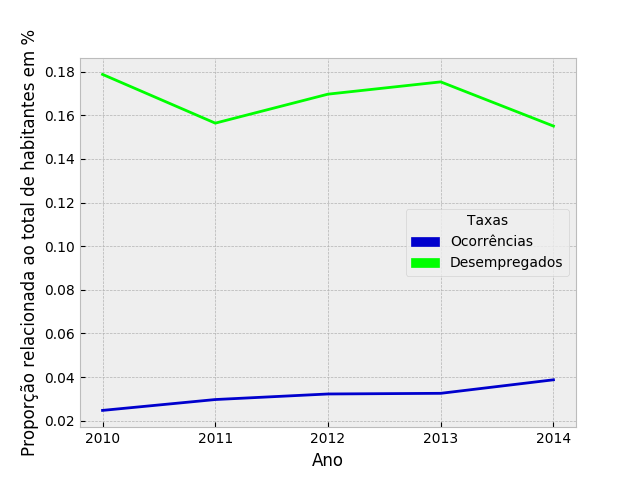 Proporção relacionada ao total de habitantes em %
0.18
0.16
0.14
0.12
0.10
0.08
0.06
0.04
0.02
Taxas
Ocorrências
Desempregados
2010 2011 2012 2013 2014
Ano